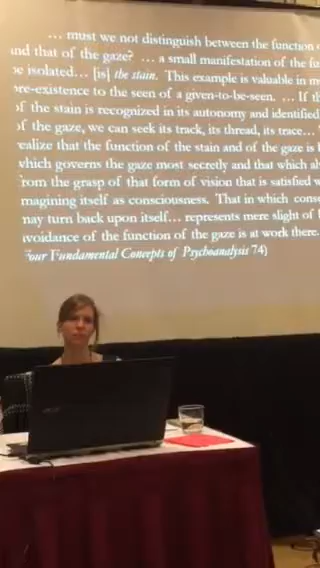 … must we not distinguish between the function
and that of the gaze? … a small manifestation of the
be isolated… [is] the stain. This example is valuable in
pre-existence to the seen of a given-to-be-seen. … If
of the stain is recognized in its autonomy and identified
of the gaze, we can seek its track, its thread, its trace…
realize that the function of the stain and of the gaze is
which governs the gaze most secretly and that which
from the grasp of that form of vision that is satisfied
imagining itself as consciousness. That in which
may turn back upon itself… represents mere slight of
avoidance of the function of the gaze is at work there.
Four Fundamental Concepts of Psychoanalysis 74)
acer